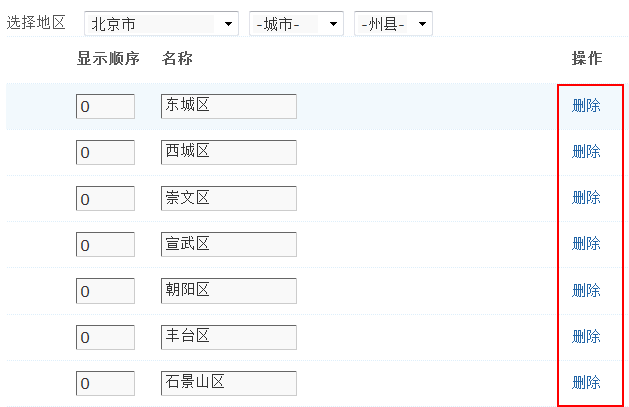 选择地区 北京市 -城市- -州县-
显示顺序 名称 操作
0 东城区 删除
0 西城区 删除
0 崇文区 删除
0 宣武区 删除
0 朝阳区 删除
0 丰台区 删除
0 石景山区 删除